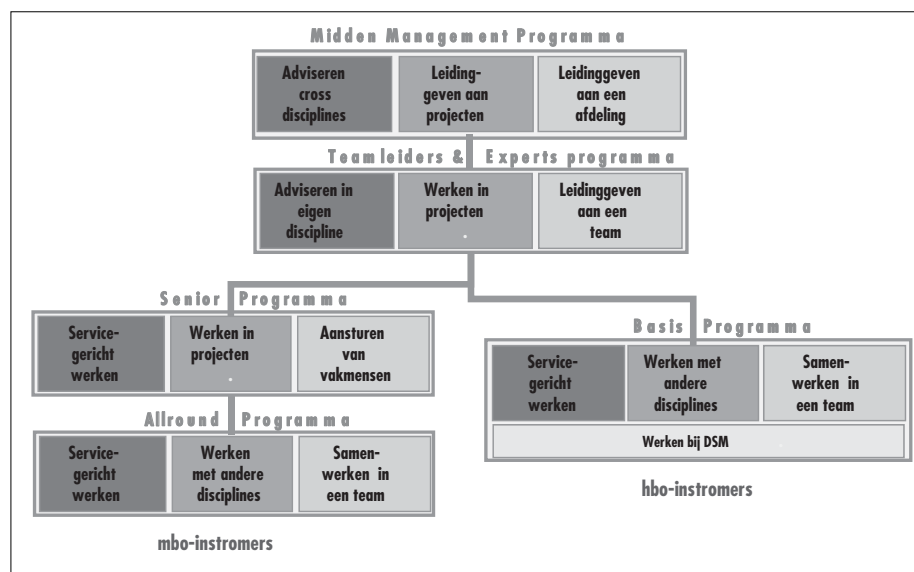 Midden Management Programma
Adviseren
cross
disciplines
Leiding-
geven aan
projecten
Leidinggeven
aan een
afdeling
Teamleiders & Experts programma
Adviseren in
eigen
discipline
Werken in
projecten
Leidinggeven
aan een
team
Senior Programma
Service-
gericht
werken
Werken in
projecten
Aansturen
van
vakmensen
Allround Programma
Service-
gericht
werken
Werken
met andere
disciplines
Samen-
werken in
een team
mbo-instromers
Basis Programma
Service-
gericht
werken
Werken met
andere
disciplines
Samen-
werken in
een team
Werken bij DSM
hbo-instromers